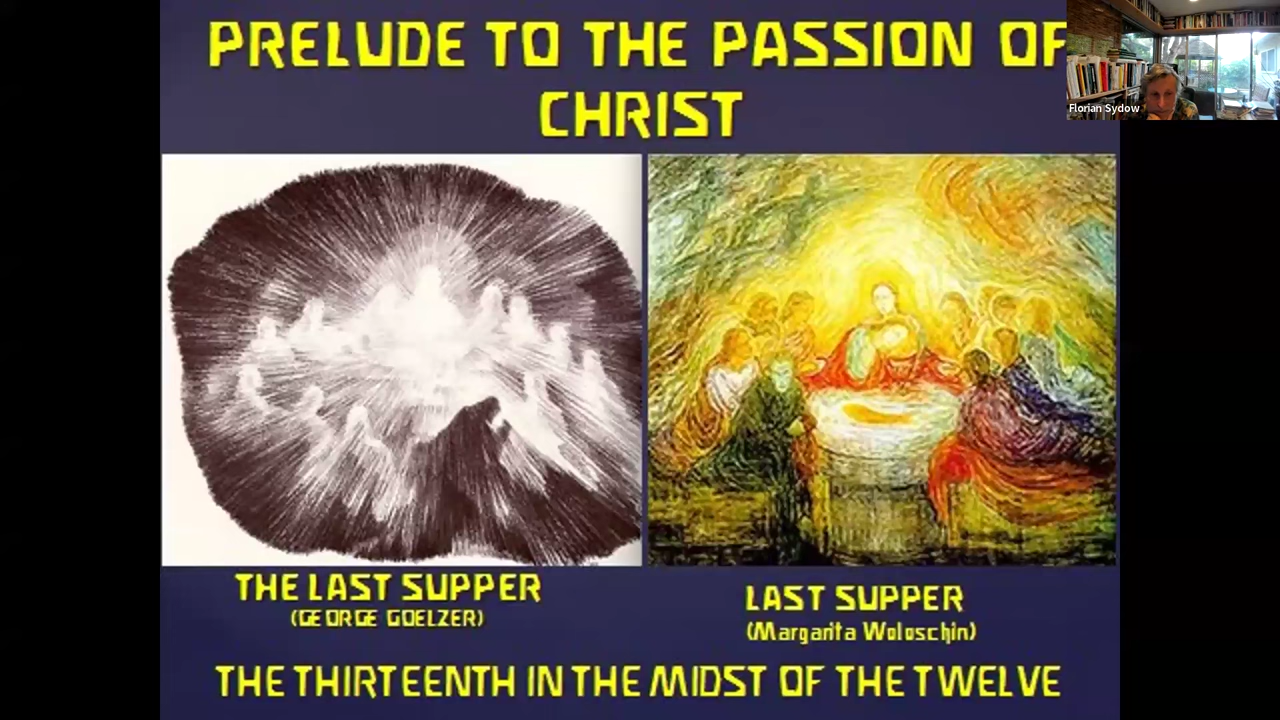 PRELUDE TO THE PASSION OF
CHRIST
Florian Sydow
THE LAST SUPPER
(GEORGE GOELZER)
LAST SUPPER
(Margarita Woloschin)
THE THIRTEENTH IN THE MIDST OF THE TWELVE